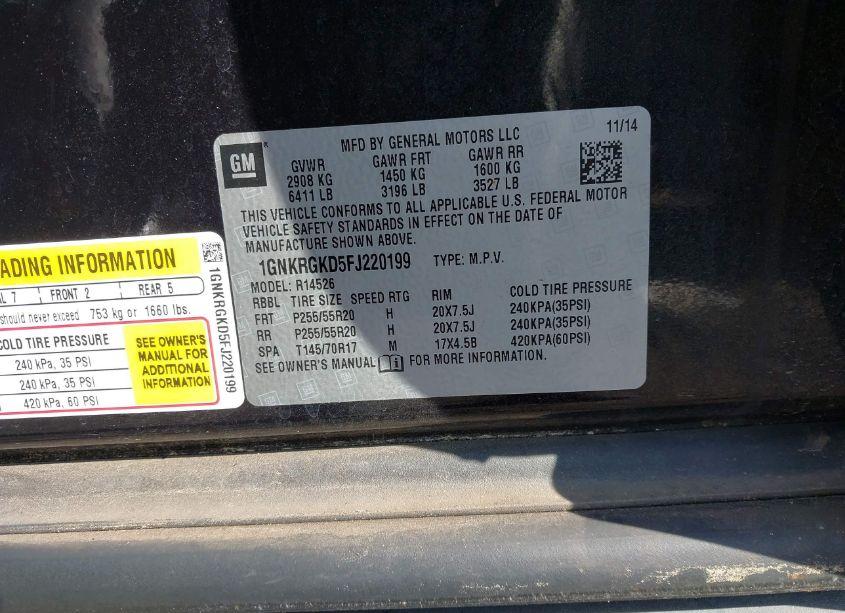 GM ®
MFD BY GENERAL MOTORS LLC 11/14
GVWR GAWR FRT GAWR RR
2908 KG 1450 KG 1600 KG
6411 LB 3196 LB 3527 LB
THIS VEHICLE CONFORMS TO ALL APPLICABLE U.S. FEDERAL MOTOR
VEHICLE SAFETY STANDARDS IN EFFECT ON THE DATE OF
MANUFACTURE SHOWN ABOVE.
1GNKRGKD5FJ220199 TYPE: M.P.V.
MODEL: R14526
RBBL TIRE SIZE SPEED RTG RIM COLD TIRE PRESSURE
FRT P255/55R20 H 20X7.5J 240KPA(35PSI)
RR P255/55R20 H 20X7.5J 240KPA(35PSI)
SPA T145/70R17 M 17X4.5B 420KPA(60PSI)
SEE OWNER'S MANUAL FOR MORE INFORMATION.
ADING INFORMATION
AL 7 FRONT 2 REAR 5
should never exceed 753 kg or 1660 lbs.
COLD TIRE PRESSURE
240 kPa, 35 PSI
240 kPa, 35 PSI
420 kPa, 60 PSI
SEE OWNER'S
MANUAL FOR
ADDITIONAL
INFORMATION
1GNKRGKD5FJ220199